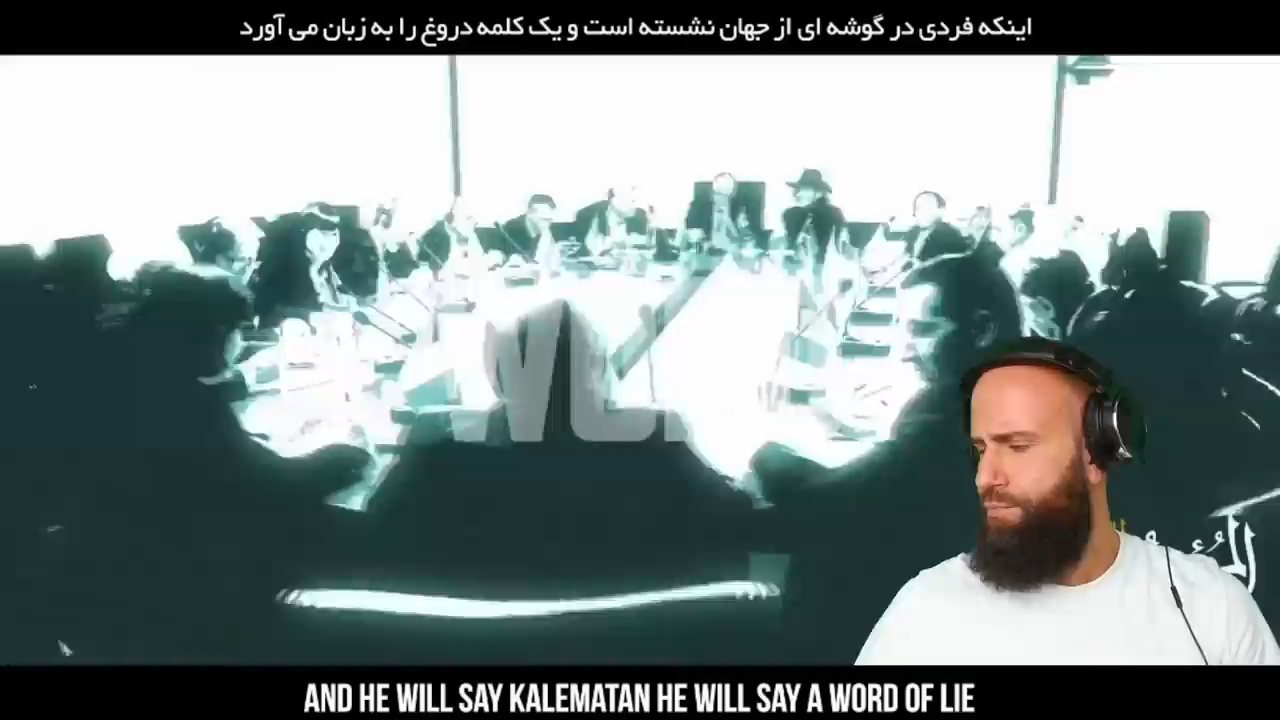 اینکه فردی در گوشه ای از جهان نشسته است و یک کلمه دروغ را به زبان می آورد
AND HE WILL SAY KALEMATAN HE WILL SAY A WORD OF LIE